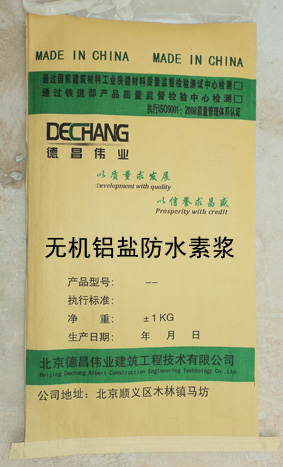 MADE IN CHINA MADE IN CHINA
通过国家建筑材料工业房建材料质量监督检验测试中心检测□
通过铁道部产品质量监督检验中心检测□
执行ISO9001：2008质量管理体系认证
DECHANG
德昌伟业
以质量求发展
Development with quality
以信誉求昌盛
Prosperity with credit
无机铝盐防水素浆
产品型号： --
执行标准：
净 重： ±1KG
生产日期： 年 月 日
北京德昌伟业建筑工程技术有限公司
Beijing Dechang Construction Engineering Technology Co.,Ltd
公司地址：北京顺义区木林镇马坊